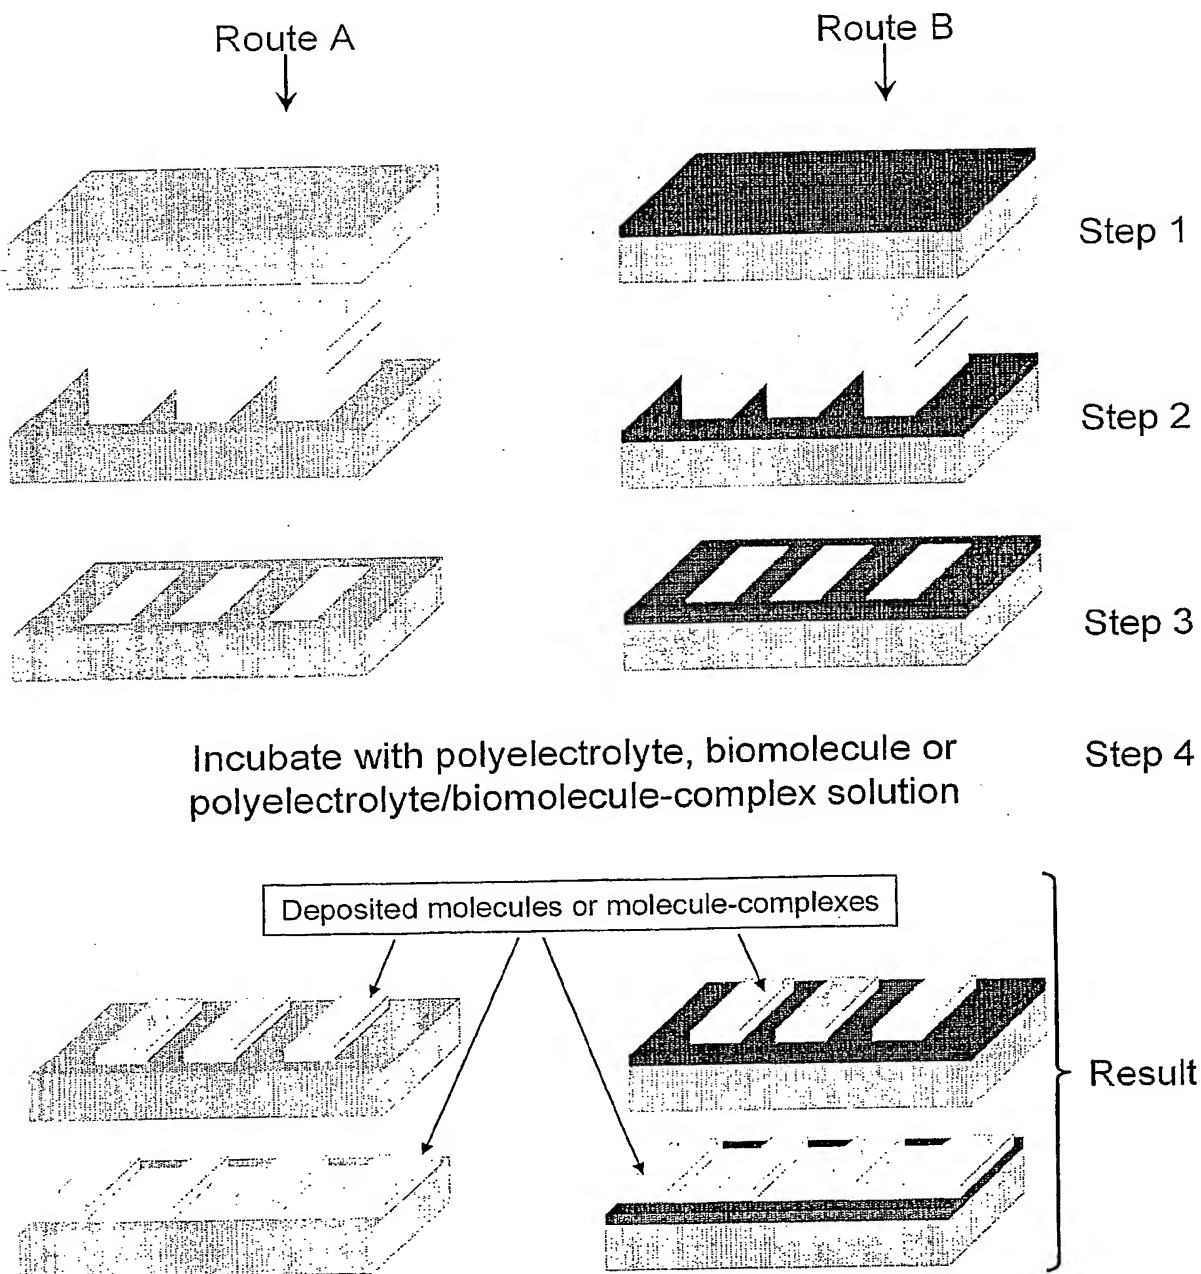 Route A
Route B
Step 1
Step 2
Step 3
Incubate with polyelectrolyte, biomolecule or
polyelectrolyte/biomolecule-complex solution
Step 4
Deposited molecules or molecule-complexes
Result